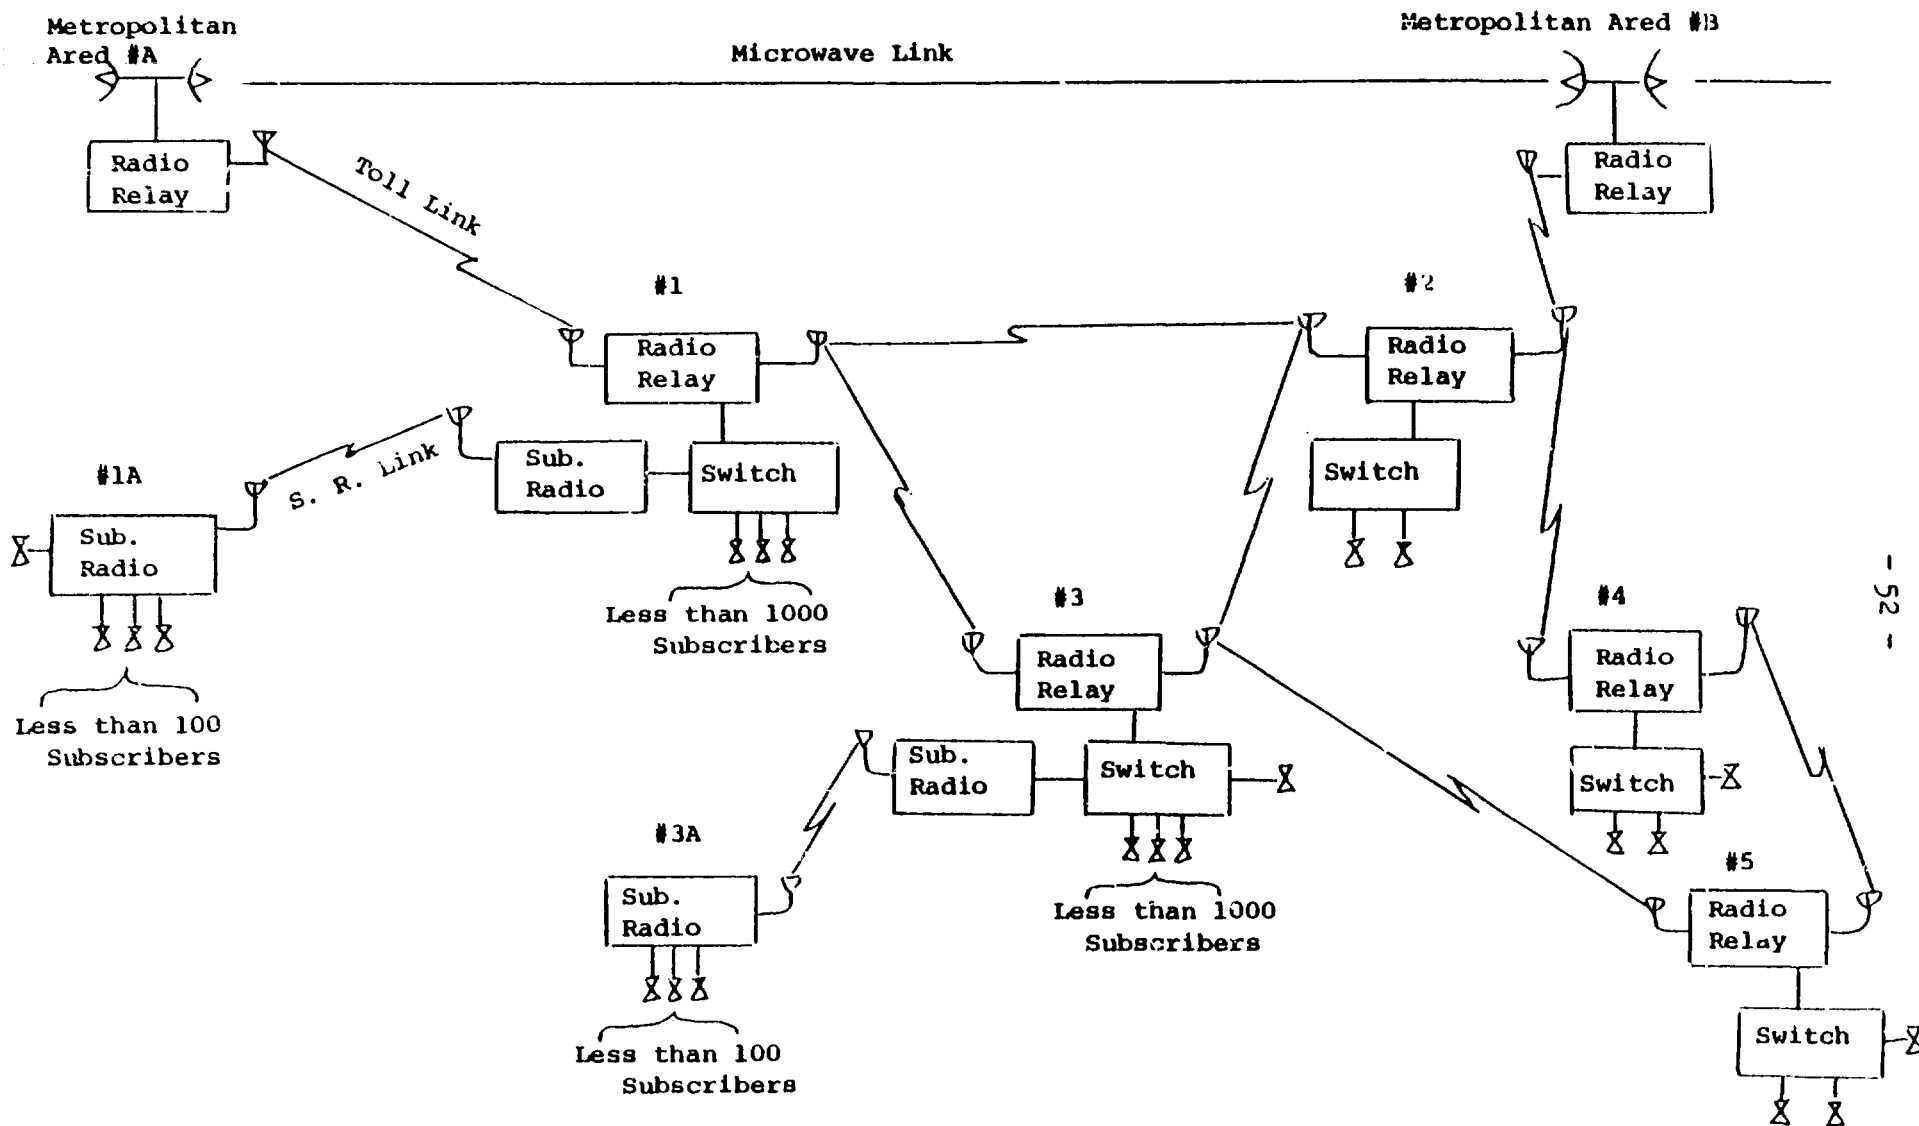 Metropolitan
Ared #A
Microwave Link
Metropolitan Ared #B
Radio
Relay
Toll Link
Radio
Relay
#1
#2
Radio
Relay
Radio
Relay
#1A
S. R. Link
Sub.
Radio
Switch
Switch
Sub.
Radio
Less than 1000
Subscribers
#3
#4
- 52 -
Less than 100
Subscribers
Radio
Relay
Radio
Relay
Sub.
Radio
Switch
Switch
#3A
#5
Sub.
Radio
Less than 1000
Subscribers
Radio
Relay
Less than 100
Subscribers
Switch